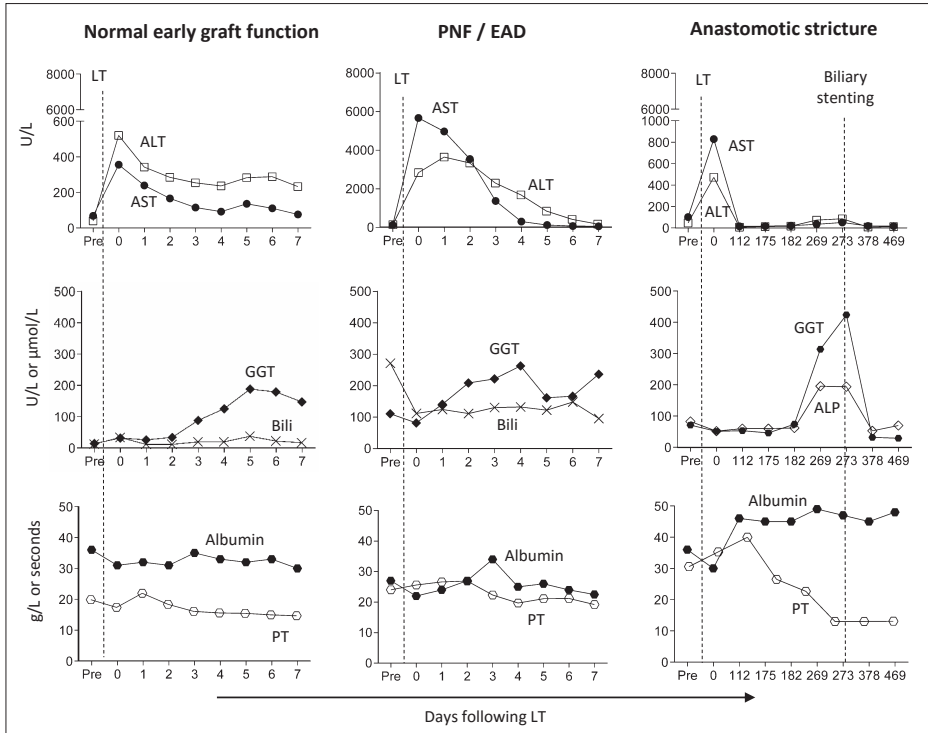 Normal early graft function
PNF / EAD
Anastomotic stricture
8000
LT
6000
600
400
200
0
U/L
ALT
AST
Pre 0 1 2 3 4 5 6 7
8000
LT
6000
4000
2000
0
AST
ALT
Pre 0 1 2 3 4 5 6 7
8000
LT
Biliary
stenting
6000
1000
800
600
400
200
0
AST
ALT
Pre 0 112 175 182 269 273 378 469
500
400
300
200
100
0
U/L or μmol/L
GGT
Bili
Pre 0 1 2 3 4 5 6 7
500
400
300
200
100
0
GGT
Bili
Pre 0 1 2 3 4 5 6 7
500
400
300
200
100
0
GGT
ALP
Pre 0 112 175 182 269 273 378 469
50
40
30
20
10
0
g/L or seconds
Albumin
PT
Pre 0 1 2 3 4 5 6 7
50
40
30
20
10
0
Albumin
PT
Pre 0 1 2 3 4 5 6 7
50
40
30
20
10
0
Albumin
PT
Pre 0 112 175 182 269 273 378 469
Days following LT